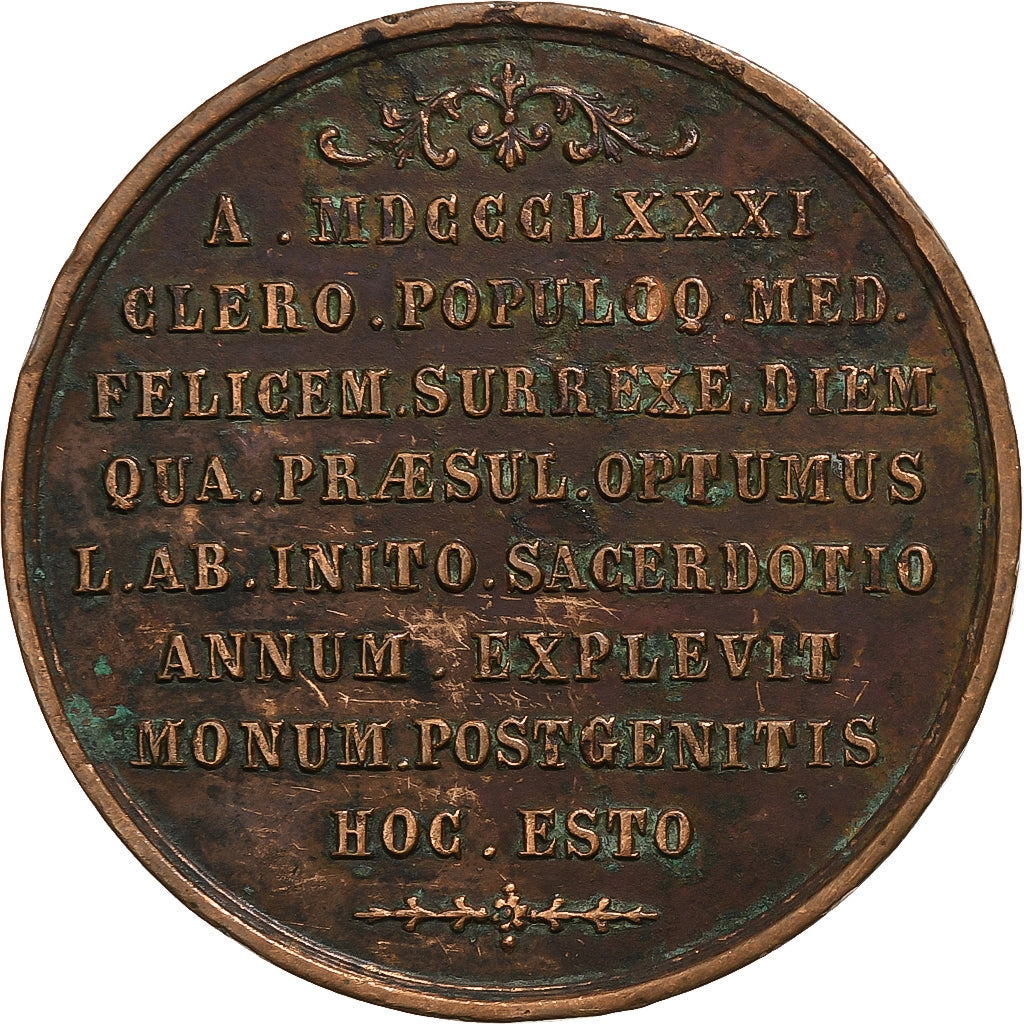 A . MDCCCLXXXI
CLERO . POPULOQ . MED .
FELICEM . SURREXE . DIEM
QUA . PRÆSUL . OPTUMUS
L . AB . INITO . SACERDOTIO
ANNUM . EXPLEVIT
MONUM . POSTGENITIS
HOC . ESTO